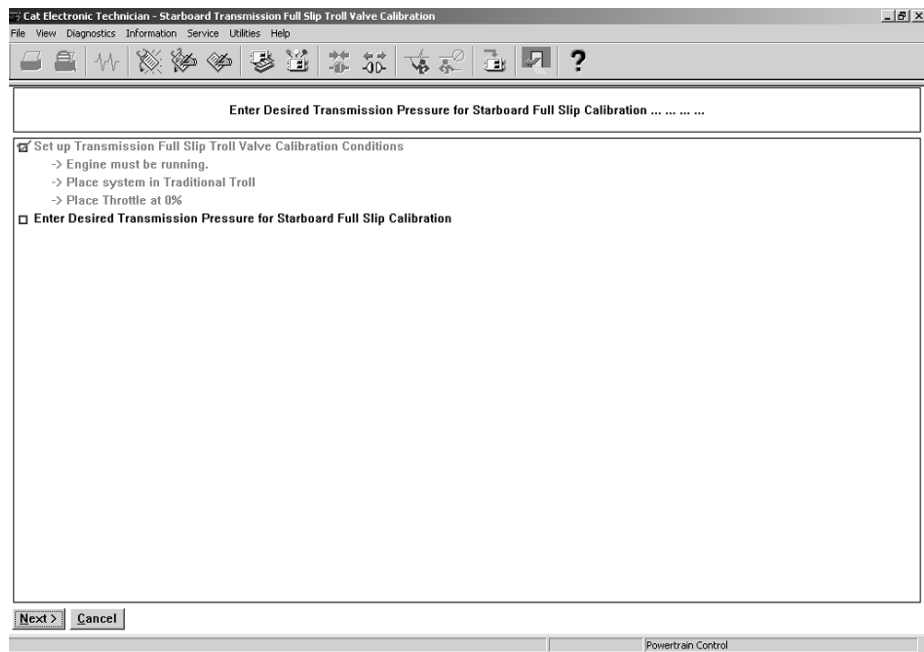 Cat Electronic Technician - Starboard Transmission Full Slip Troll Valve Calibration
File View Diagnostics Information Service Utilities Help
?
Enter Desired Transmission Pressure for Starboard Full Slip Calibration ... ... ... ...
Set up Transmission Full Slip Troll Valve Calibration Conditions
-> Engine must be running.
-> Place system in Traditional Troll
-> Place Throttle at 0%
Enter Desired Transmission Pressure for Starboard Full Slip Calibration
Next > Cancel
Powertrain Control